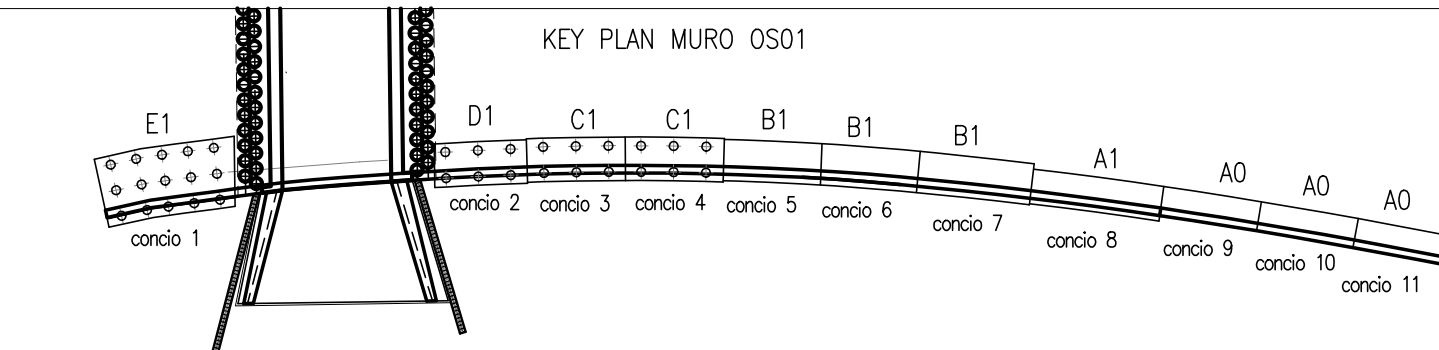 KEY PLAN MURO OS01
E1
D1
C1
C1
B1
B1
B1
A1
A0
A0
A0
concio 1
concio 2
concio 3
concio 4
concio 5
concio 6
concio 7
concio 8
concio 9
concio 10
concio 11